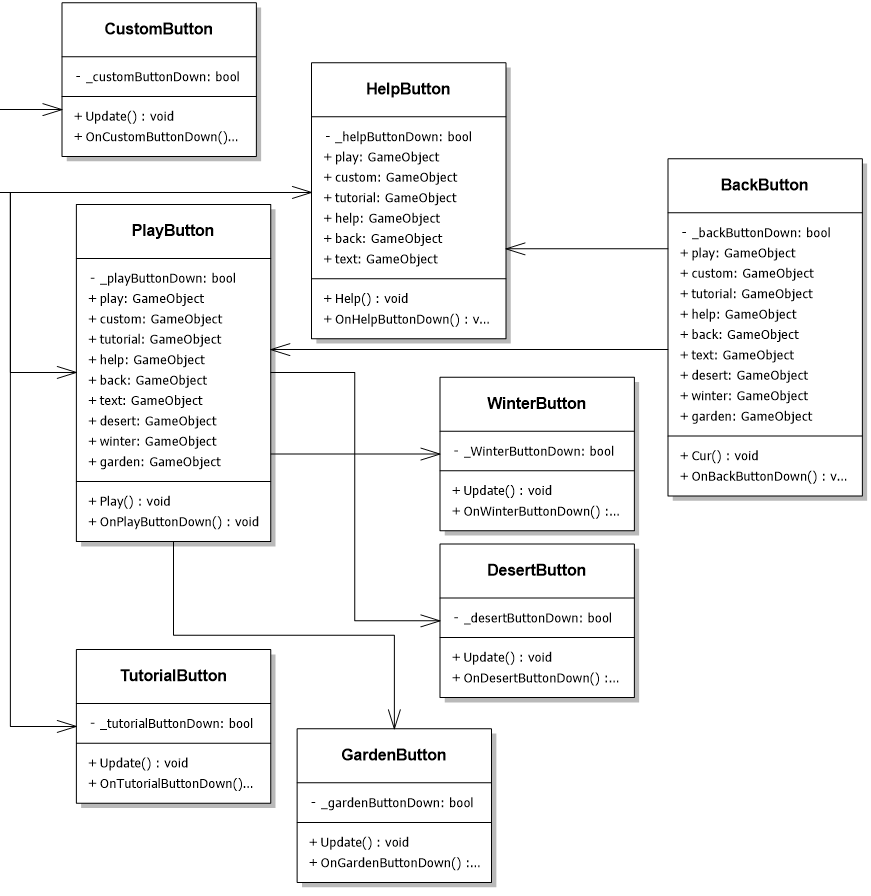 CustomButton
- _customButtonDown: bool
+ Update() : void
+ OnCustomButtonDown()...
HelpButton
- _helpButtonDown: bool
+ play: GameObject
+ custom: GameObject
+ tutorial: GameObject
+ help: GameObject
+ back: GameObject
+ text: GameObject
+ Help() : void
+ OnHelpButtonDown() : v...
BackButton
- _backButtonDown: bool
+ play: GameObject
+ custom: GameObject
+ tutorial: GameObject
+ help: GameObject
+ back: GameObject
+ text: GameObject
+ desert: GameObject
+ winter: GameObject
+ garden: GameObject
+ Cur() : void
+ OnBackButtonDown() : v...
PlayButton
- _playButtonDown: bool
+ play: GameObject
+ custom: GameObject
+ tutorial: GameObject
+ help: GameObject
+ back: GameObject
+ text: GameObject
+ desert: GameObject
+ winter: GameObject
+ garden: GameObject
+ Play() : void
+ OnPlayButtonDown() : void
WinterButton
- _WinterButtonDown: bool
+ Update() : void
+ OnWinterButtonDown() :...
DesertButton
- _desertButtonDown: bool
+ Update() : void
+ OnDesertButtonDown() :...
TutorialButton
- _tutorialButtonDown: bool
+ Update() : void
+ OnTutorialButtonDown()...
GardenButton
- _gardenButtonDown: bool
+ Update() : void
+ OnGardenButtonDown() :...